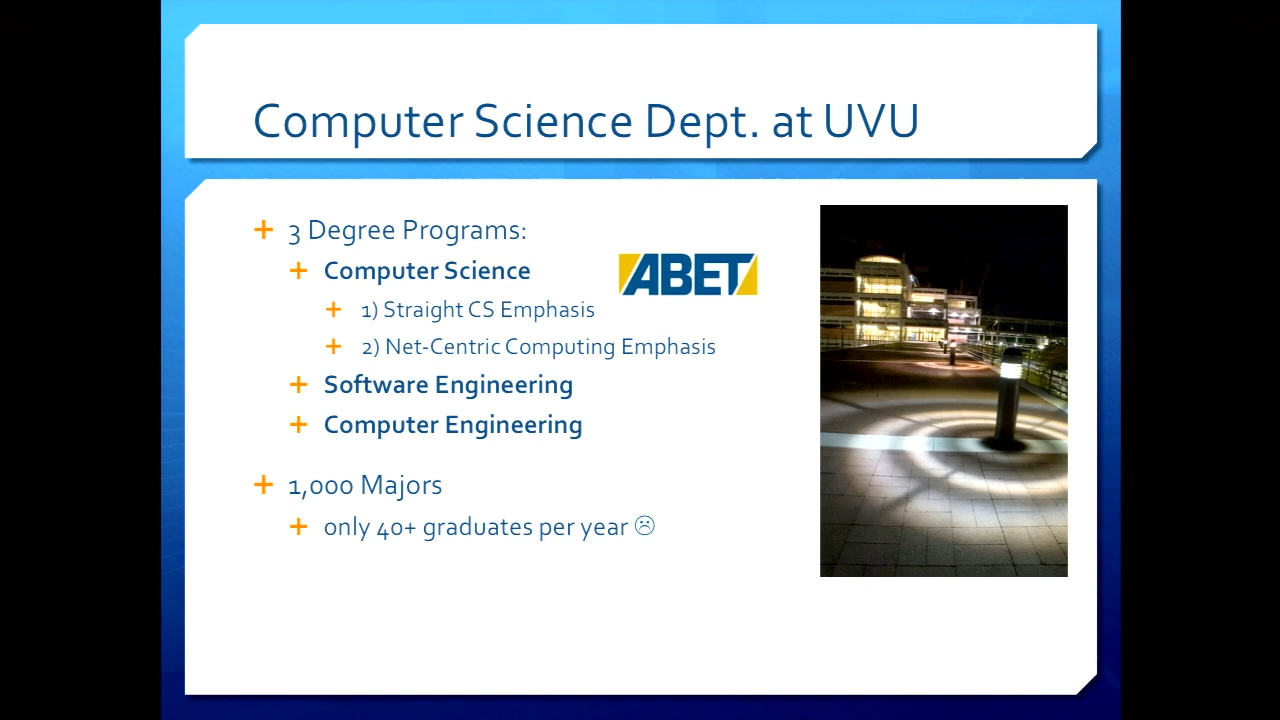 Computer Science Dept. at UVU
3 Degree Programs:
Computer Science
ABET
1) Straight CS Emphasis
2) Net-Centric Computing Emphasis
Software Engineering
Computer Engineering
1,000 Majors
only 40+ graduates per year ☹